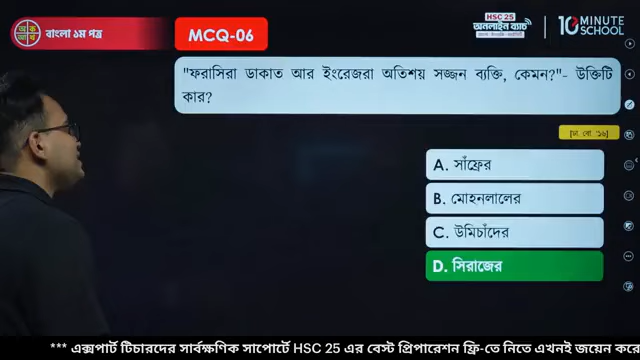 বাংলা ১ম পত্র
MCQ-06
HSC 25
অনলাইন ব্যাচ
10 MINUTE SCHOOL
"ফরাসিরা ডাকাত আর ইংরেজরা অতিশয় সজ্জন ব্যক্তি, কেমন?"- উক্তিটি
কার?
[ঢা. বো. '১৬]
A. সাঁফ্রের
B. মোহনলালের
C. উমিচাঁদের
D. সিরাজের
*** এক্সপার্ট টিচারদের সার্বক্ষণিক সাপোর্টে HSC 25 এর বেস্ট প্রিপারেশন ফ্রি-তে নিতে এখনই জয়েন করো